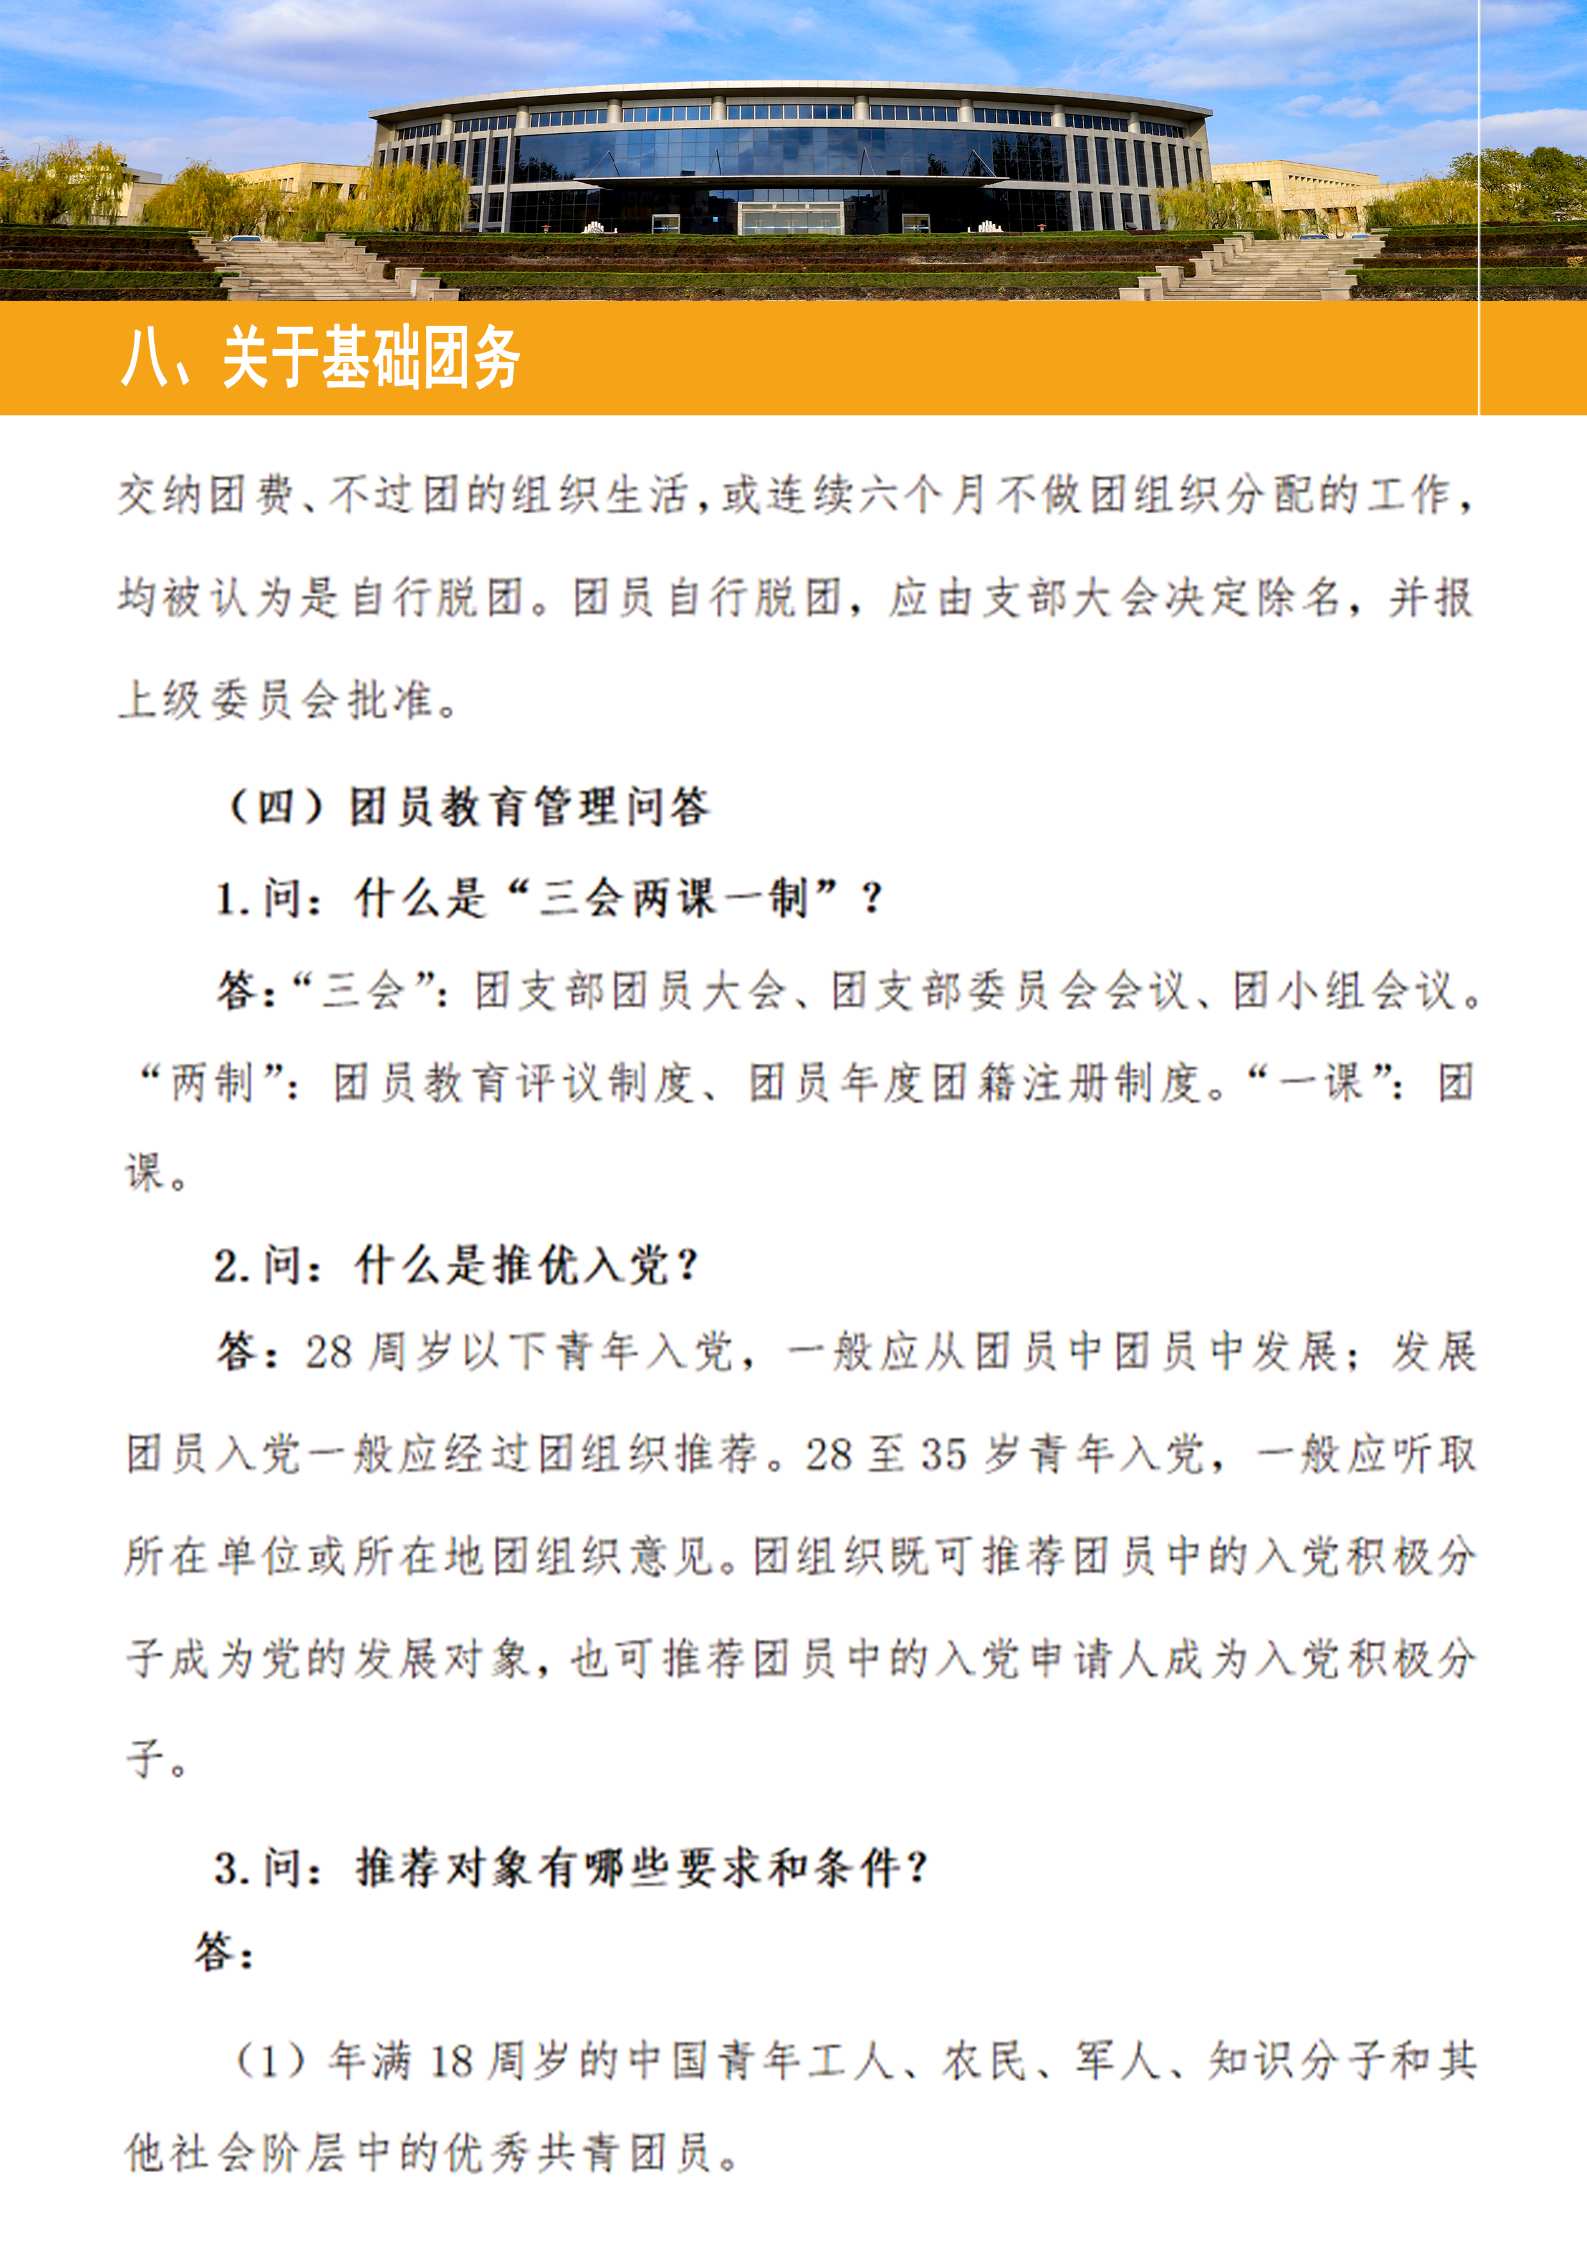 八、关于基础团务
交纳团费、不过团的组织生活，或连续六个月不做团组织分配的工作，
均被认为是自行脱团。团员自行脱团，应由支部大会决定除名，并报
上级委员会批准。
（四）团员教育管理问答
1.问：什么是“三会两课一制”？
答：“三会”：团支部团员大会、团支部委员会会议、团小组会议。
“两制”：团员教育评议制度、团员年度团籍注册制度。“一课”：团
课。
2.问：什么是推优入党？
答：28 周岁以下青年入党，一般应从团员中团员中发展；发展
团员入党一般应经过团组织推荐。28 至 35 岁青年入党，一般应听取
所在单位或所在地团组织意见。团组织既可推荐团员中的入党积极分
子成为党的发展对象，也可推荐团员中的入党申请人成为入党积极分
子。
3.问：推荐对象有哪些要求和条件？
答：
（1）年满 18 周岁的中国青年工人、农民、军人、知识分子和其
他社会阶层中的优秀共青团员。